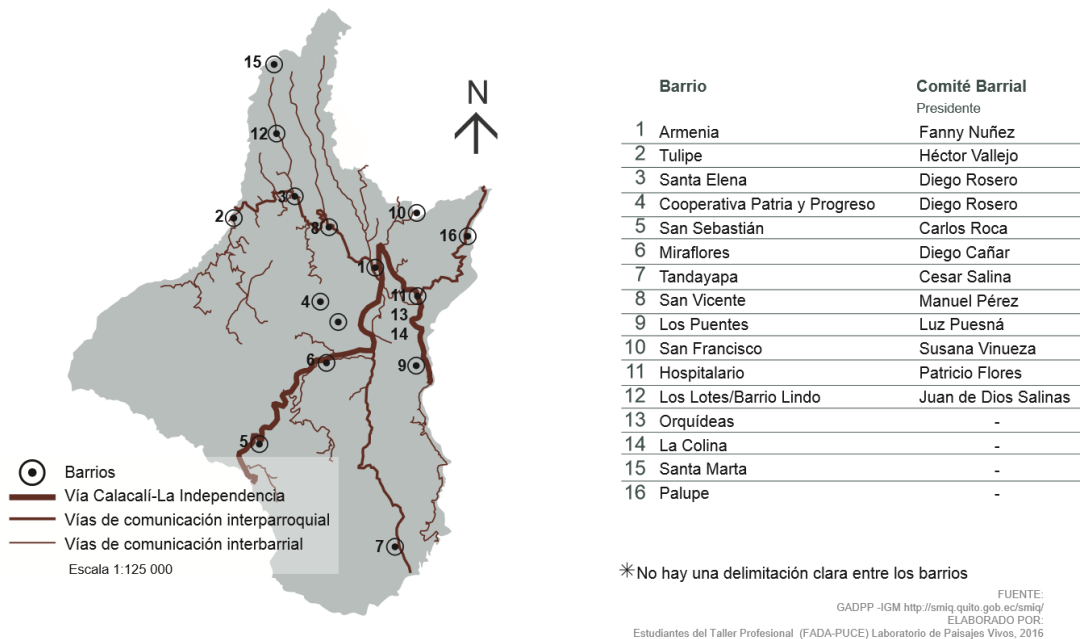 15
12
N
3
2
10
8
16
1
11
4
13
14
6
9
5
7
Barrios
Vía Calacalí-La Independencia
Vías de comunicación interparroquial
Vías de comunicación interbarrial
Escala 1:125 000
Barrio Comité Barrial
Presidente
1 Armenia Fanny Nuñez
2 Tulipe Héctor Vallejo
3 Santa Elena Diego Rosero
4 Cooperativa Patria y Progreso Diego Rosero
5 San Sebastián Carlos Roca
6 Miraflores Diego Cañar
7 Tandayapa Cesar Salina
8 San Vicente Manuel Pérez
9 Los Puentes Luz Puesná
10 San Francisco Susana Vinueza
11 Hospitalario Patricio Flores
12 Los Lotes/Barrio Lindo Juan de Dios Salinas
13 Orquídeas -
14 La Colina -
15 Santa Marta -
16 Palupe -
*No hay una delimitación clara entre los barrios
FUENTE:
GADPP -IGM http://smiq.quito.gob.ec/smiq/
ELABORADO POR:
Estudiantes del Taller Profesional (FADA-PUCE) Laboratorio de Paisajes Vivos, 2016